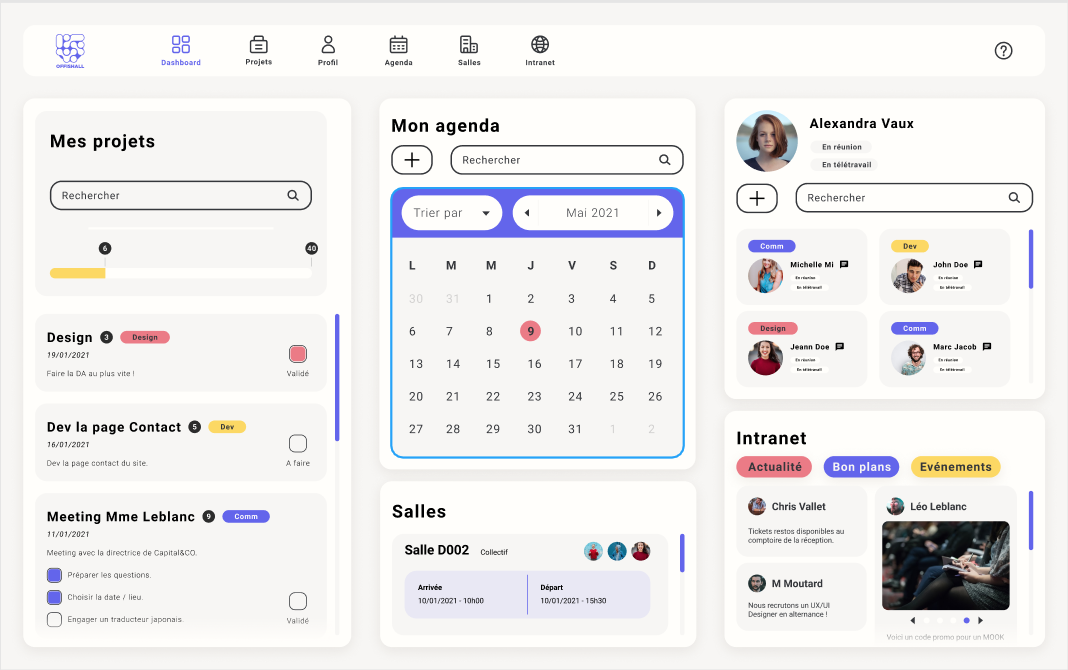 OFFISHALL
Dashboard
Projets
Profil
Agenda
Salles
Intranet
?
Mes projets
Rechercher
6
40
Design 3 Design
19/01/2021
Faire la DA au plus vite !
Validé
Dev la page Contact 5 Dev
16/01/2021
Dev la page contact du site.
A faire
Meeting Mme Leblanc 9 Comm
11/01/2021
Meeting avec la directrice de Capital&CO.
Préparer les questions.
Choisir la date / lieu.
Engager un traducteur japonais.
Validé
Mon agenda
Rechercher
Trier par
Mai 2021
L M M J V S D
30 31 1 2 3 4 5
6 7 8 9 10 11 12
13 14 15 16 17 18 19
20 21 22 23 24 25 26
27 28 29 30 31 1 2
Salles
Salle D002 Collectif
Arrivée
10/01/2021 - 10h00
Départ
10/01/2021 - 15h30
Alexandra Vaux
En réunion
En télétravail
Rechercher
Comm
Michelle Mi
En réunion
En télétravail
Dev
John Doe
En réunion
En télétravail
Design
Jeann Doe
En réunion
En télétravail
Comm
Marc Jacob
En réunion
En télétravail
Intranet
Actualité
Bon plans
Evénements
Chris Vallet
Tickets restos disponibles au
comptoire de la réception.
M Moutard
Nous recrutons un UX/UI
Designer en alternance !
Léo Leblanc
Voici un code promo pour un MOOK